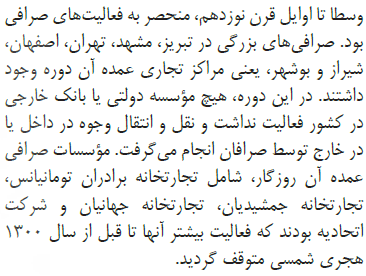 وسطا تا اوایل قرن نوزدهم، منحصر به فعالیت‌های صرافی
بود. صرافی‌های بزرگی در تبریز، مشهد، تهران، اصفهان،
شیراز و بوشهر، یعنی مراکز تجاری عمده آن دوره وجود
داشتند. در این دوره، هیچ مؤسسه دولتی یا بانک خارجی
در کشور فعالیت نداشت و نقل و انتقال وجوه در داخل یا
در خارج توسط صرافان انجام می‌گرفت. مؤسسات صرافی
عمده آن روزگار، شامل تجارتخانه برادران تومانیانس،
تجارتخانه جمشیدیان، تجارتخانه جهانیان و شرکت
اتحادیه بودند که فعالیت بیشتر آنها تا قبل از سال ۱۳۰۰
هجری شمسی متوقف گردید.